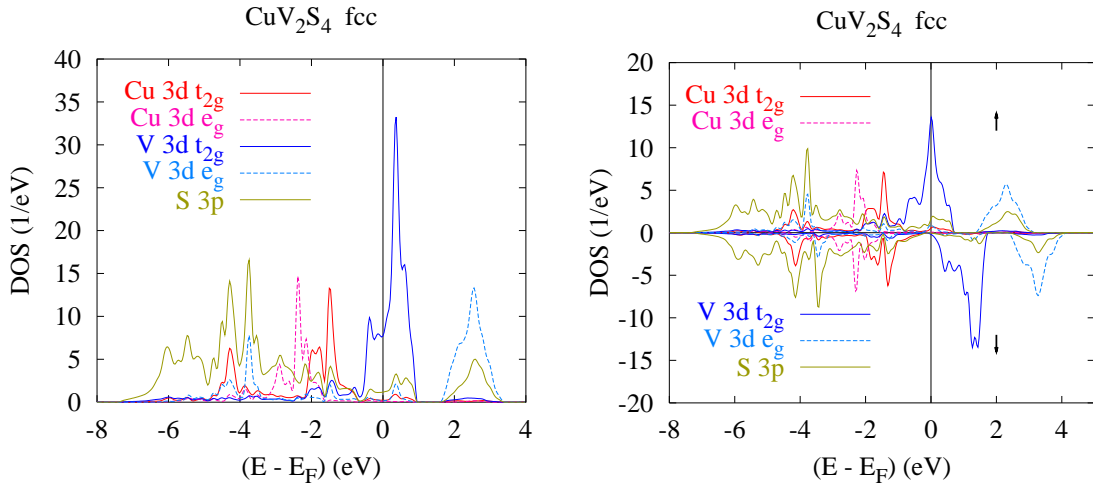 CuV₂S₄ fcc
DOS (1/eV)
40
35
30
25
20
15
10
5
0
Cu 3d t₂g
Cu 3d eg
V 3d t₂g
V 3d eg
S 3p
-8 -6 -4 -2 0 2 4
(E - EF) (eV)
CuV₂S₄ fcc
DOS (1/eV)
20
15
10
5
0
-5
-10
-15
-20
Cu 3d t₂g
Cu 3d eg
V 3d t₂g
V 3d eg
S 3p
-8 -6 -4 -2 0 2 4
(E - EF) (eV)